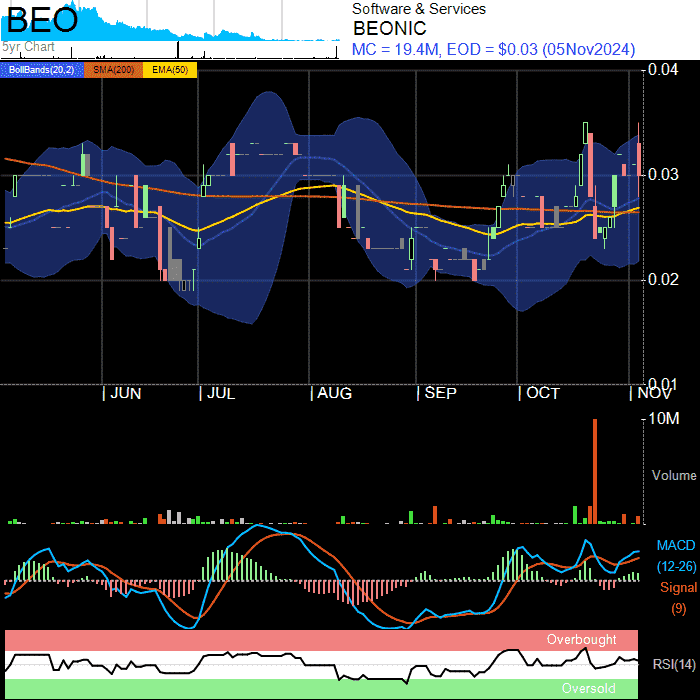 BEO
5yr Chart
Software & Services
BEONIC
MC = 19.4M, EOD = $0.03 (05Nov2024)
BollBands(20,2) SMA(200) EMA(50)
0.04
0.03
0.02
0.01
| JUN | JUL | AUG | SEP | OCT | NOV
10M
Volume
MACD
(12-26)
Signal
(9)
Overbought
RSI(14)
Oversold